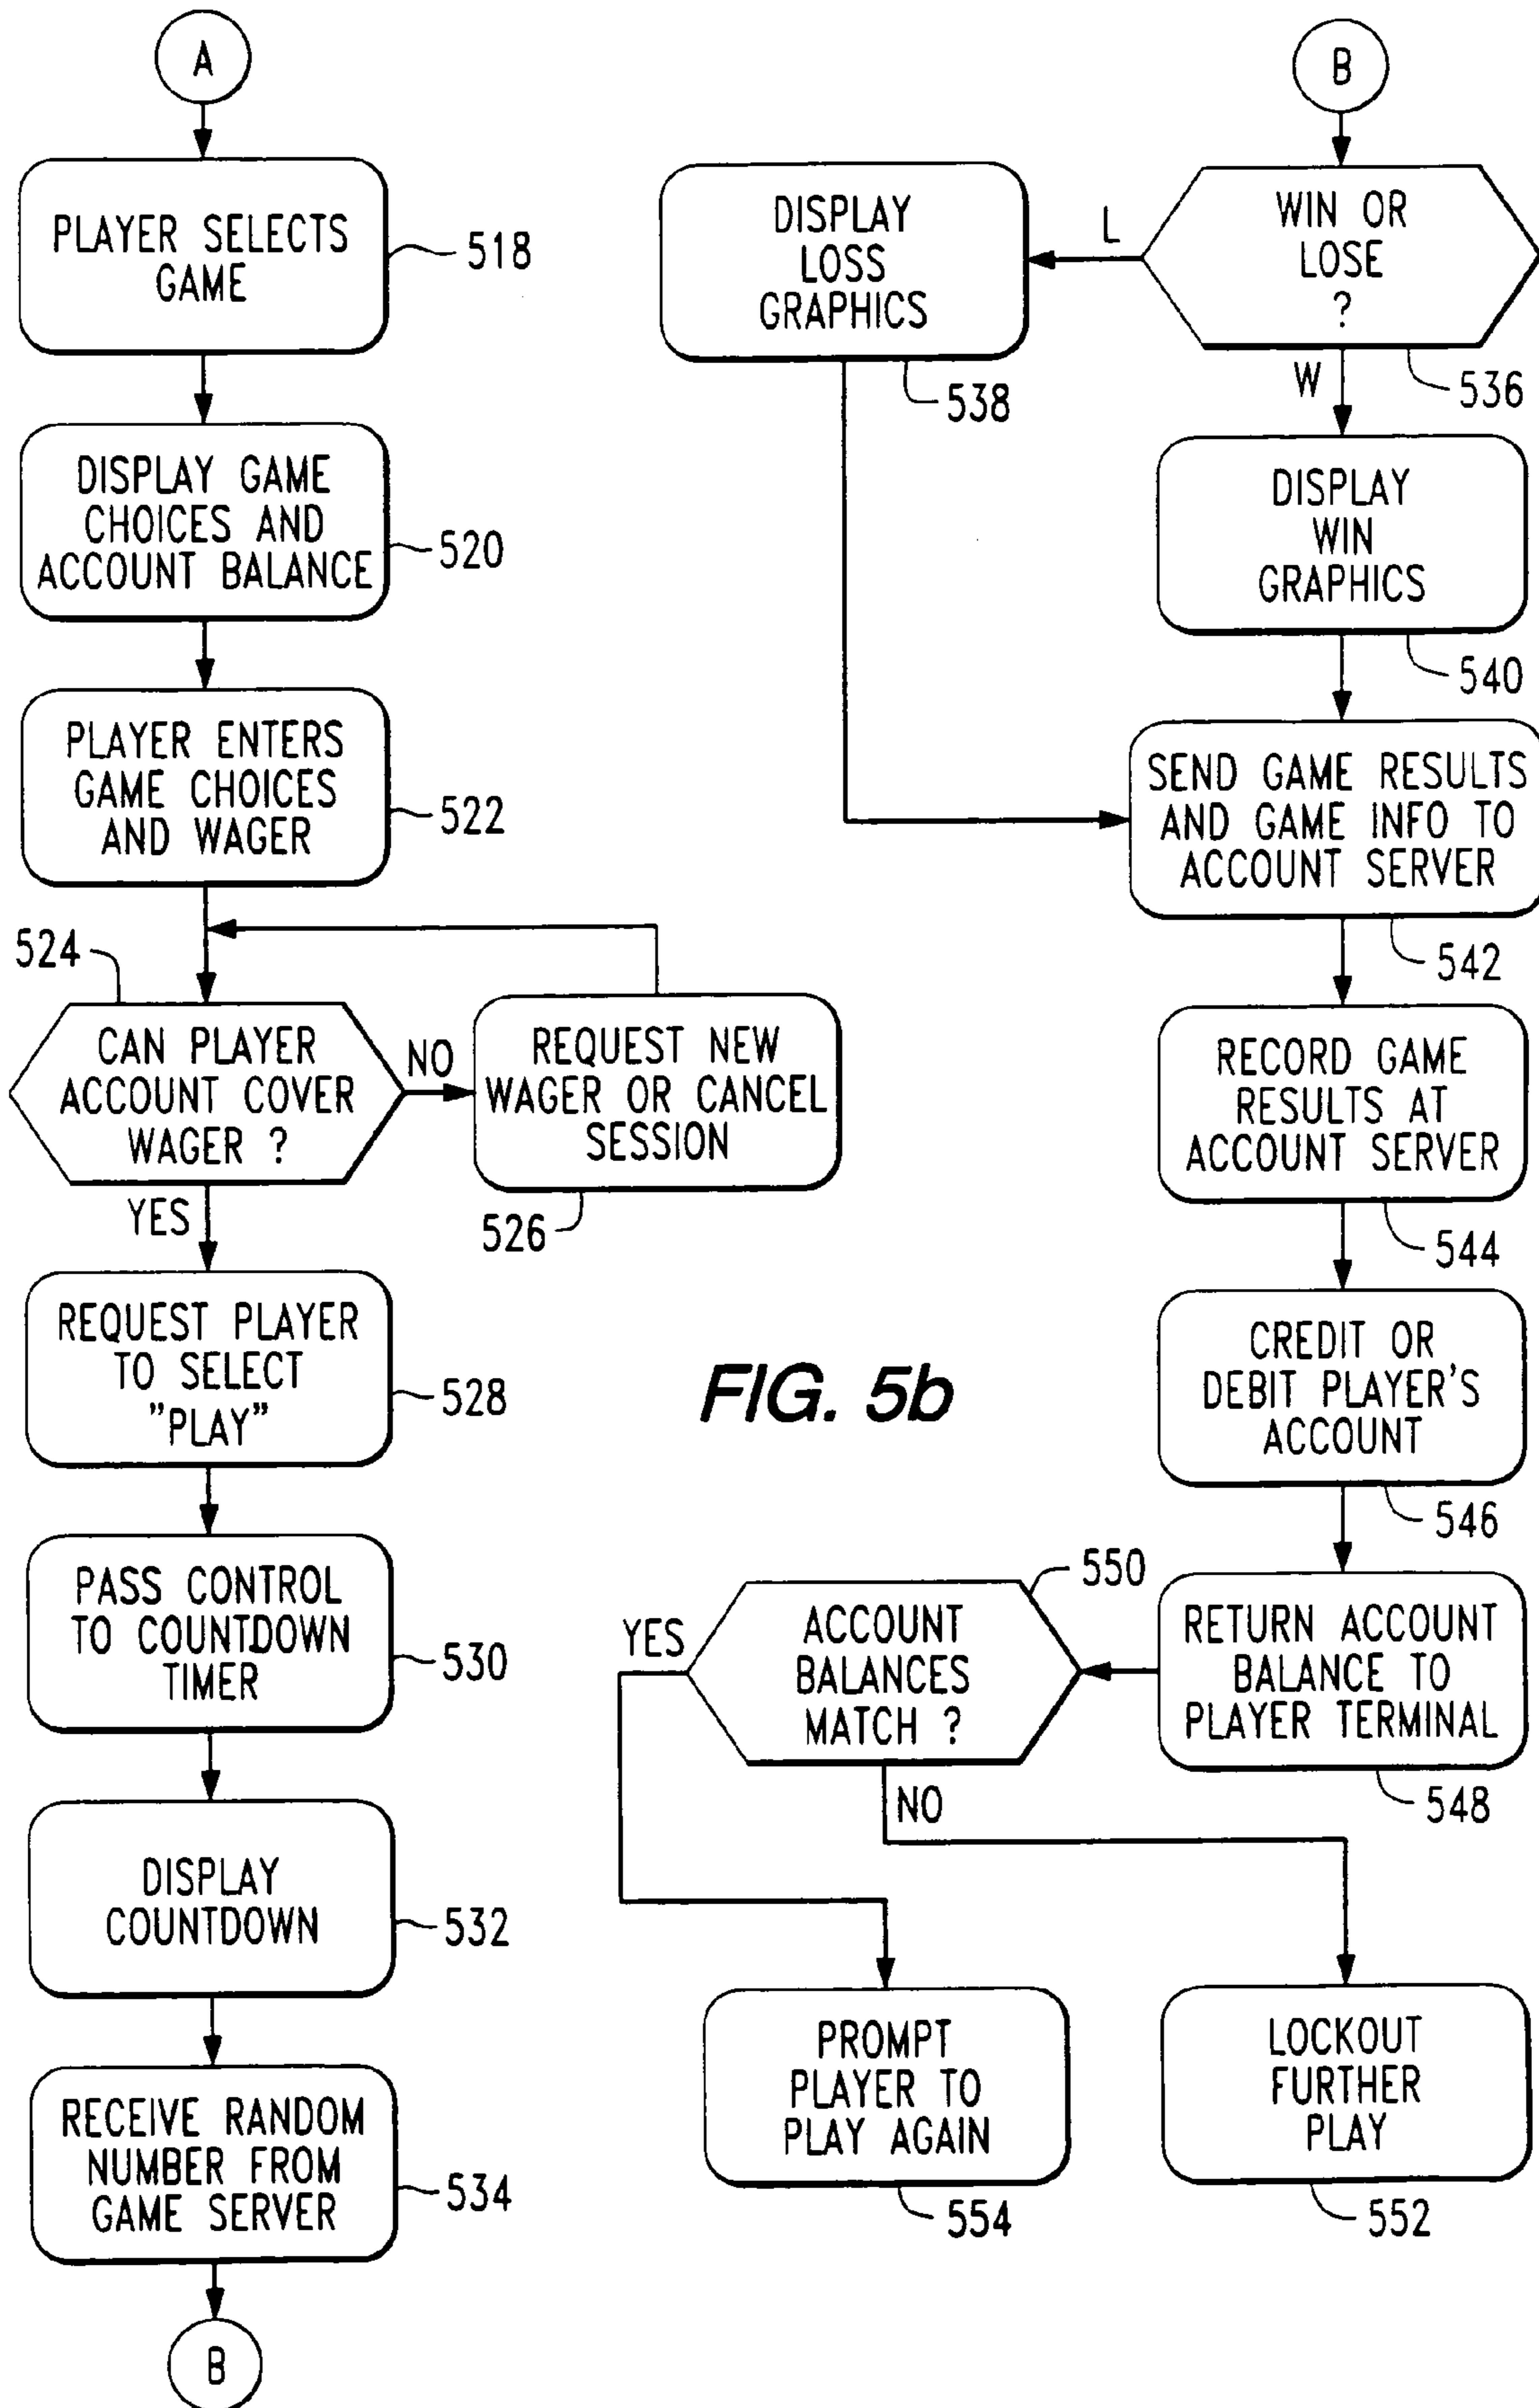 A
PLAYER SELECTS
GAME
518
DISPLAY GAME
CHOICES AND
ACCOUNT BALANCE
520
PLAYER ENTERS
GAME CHOICES
AND WAGER
522
524
CAN PLAYER
ACCOUNT COVER
WAGER ?
NO
REQUEST NEW
WAGER OR CANCEL
SESSION
526
YES
REQUEST PLAYER
TO SELECT
"PLAY"
528
PASS CONTROL
TO COUNTDOWN
TIMER
530
DISPLAY
COUNTDOWN
532
RECEIVE RANDOM
NUMBER FROM
GAME SERVER
534
B
B
WIN OR
LOSE
?
536
L
DISPLAY
LOSS
GRAPHICS
538
W
DISPLAY
WIN
GRAPHICS
540
SEND GAME RESULTS
AND GAME INFO TO
ACCOUNT SERVER
542
RECORD GAME
RESULTS AT
ACCOUNT SERVER
544
CREDIT OR
DEBIT PLAYER'S
ACCOUNT
546
RETURN ACCOUNT
BALANCE TO
PLAYER TERMINAL
548
550
ACCOUNT
BALANCES
MATCH ?
YES
NO
PROMPT
PLAYER TO
PLAY AGAIN
554
LOCKOUT
FURTHER
PLAY
552
FIG. 5b